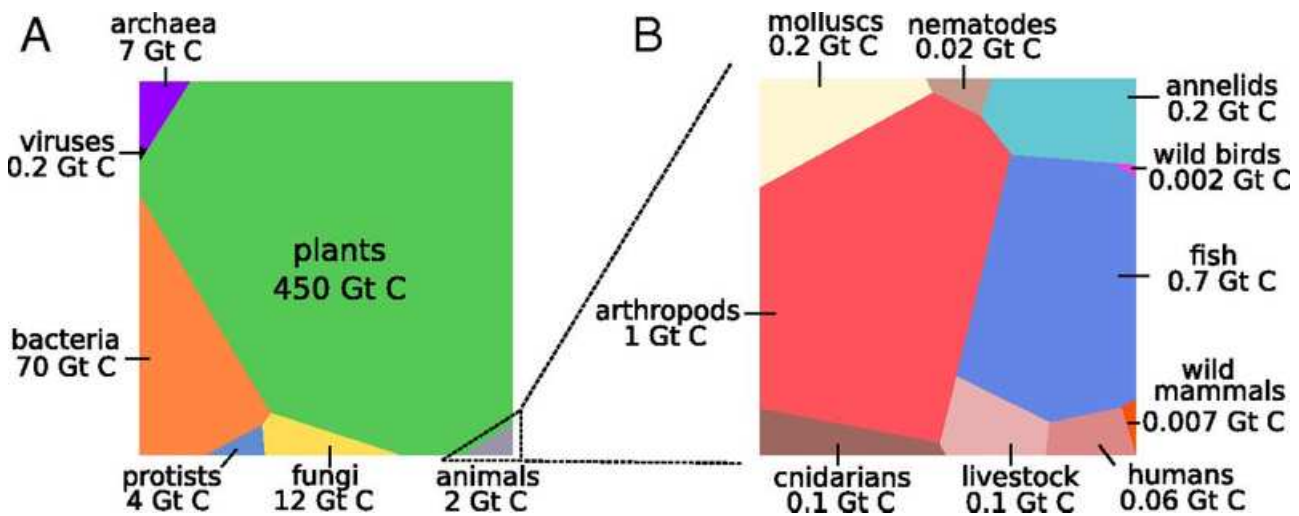 A
archaea
7 Gt C
viruses
0.2 Gt C
plants
450 Gt C
bacteria
70 Gt C
protists
4 Gt C
fungi
12 Gt C
animals
2 Gt C
B
molluscs
0.2 Gt C
nematodes
0.02 Gt C
annelids
0.2 Gt C
wild birds
0.002 Gt C
fish
0.7 Gt C
arthropods
1 Gt C
wild
mammals
0.007 Gt C
cnidarians
0.1 Gt C
livestock
0.1 Gt C
humans
0.06 Gt C